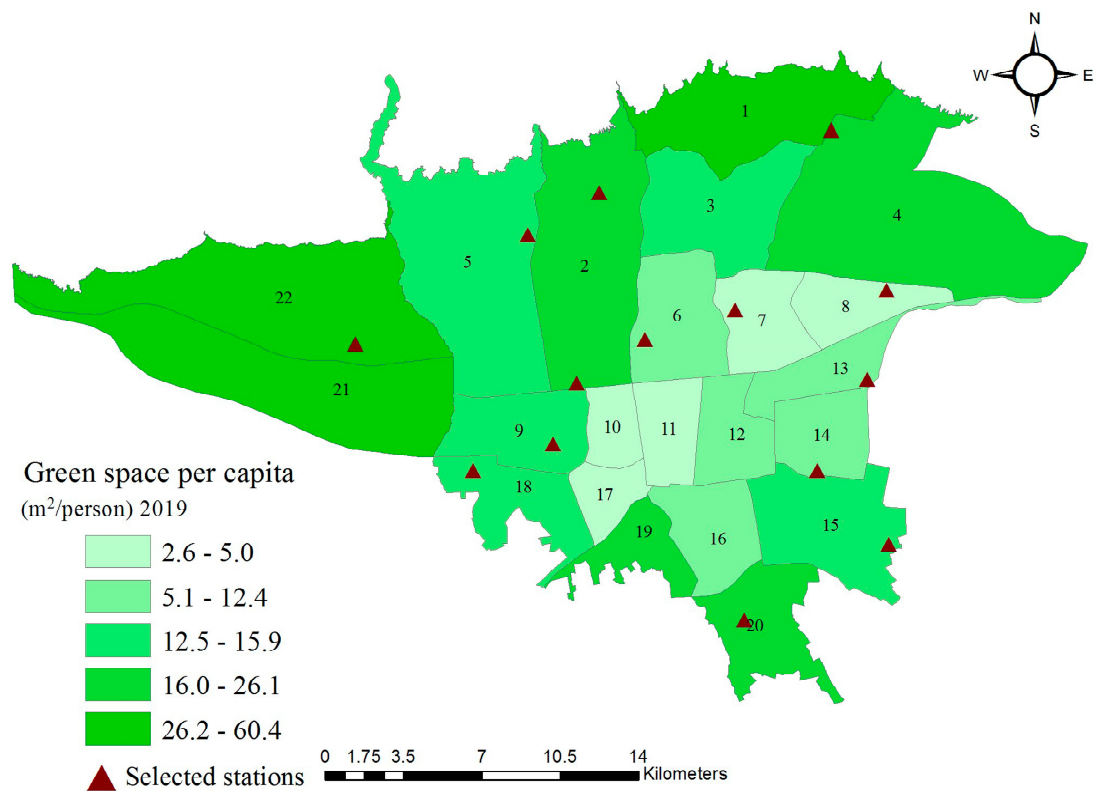 N
W E
S
1
3
4
2
5
22
6
7
8
21
13
9
10
11
12
14
17
18
19
16
15
20
Green space per capita
(m²/person) 2019
2.6 - 5.0
5.1 - 12.4
12.5 - 15.9
16.0 - 26.1
26.2 - 60.4
Selected stations
0 1.75 3.5 7 10.5 14
Kilometers